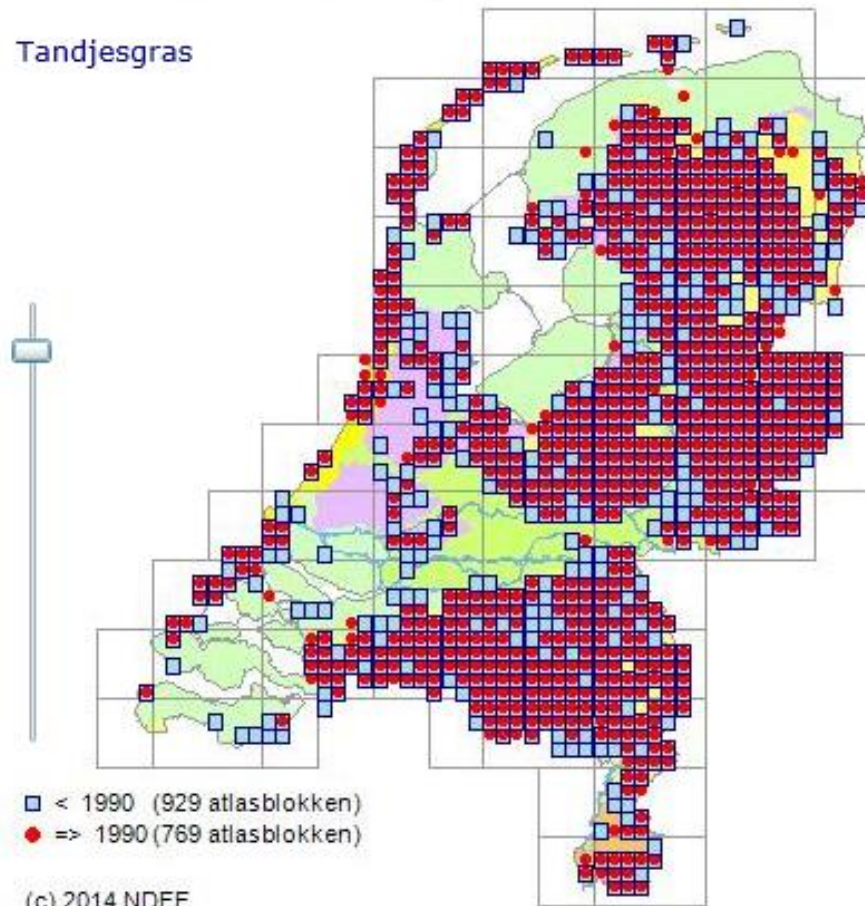 Tandjesgras
< 1990 (929 atlasblokken)
=> 1990 (769 atlasblokken)
(c) 2014 NDFF